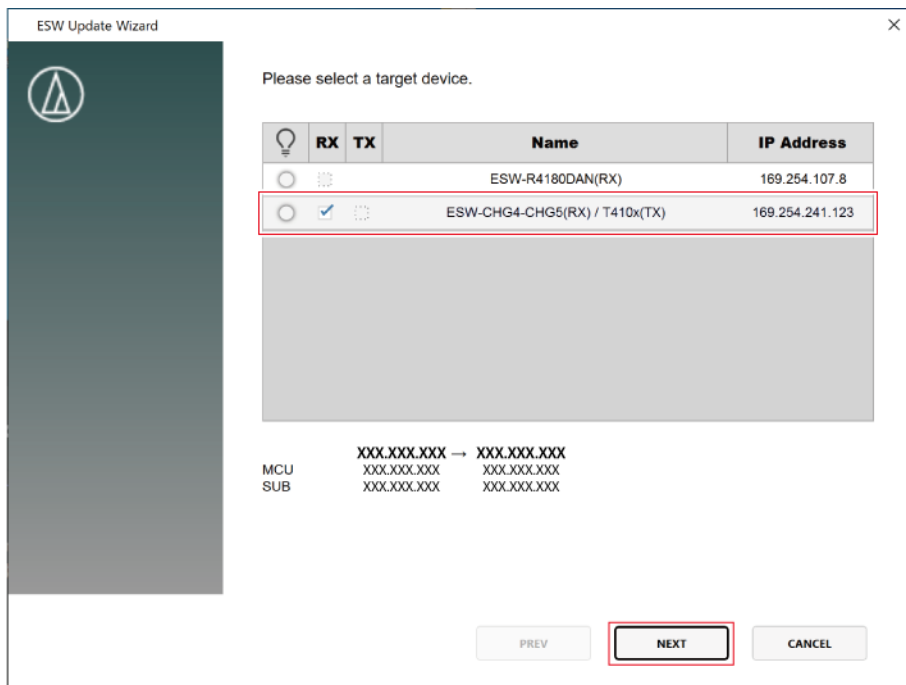 ESW Update Wizard
Please select a target device.
RX TX Name IP Address
ESW-R4180DAN(RX) 169.254.107.8
ESW-CHG4-CHG5(RX) / T410x(TX) 169.254.241.123
XXX.XXX.XXX → XXX.XXX.XXX
MCU XXX.XXX.XXX XXX.XXX.XXX
SUB XXX.XXX.XXX XXX.XXX.XXX
PREV NEXT CANCEL